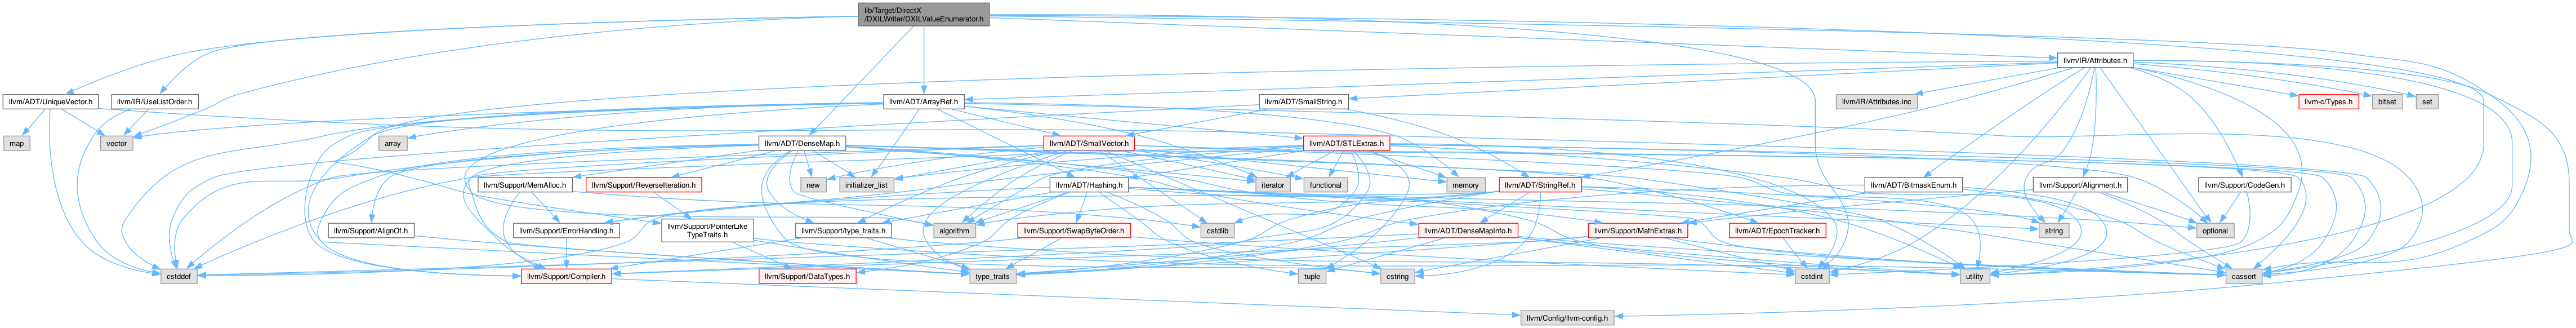 lib/Target/DirectX
/DXILWriter/DXILValueEnumerator.h
llvm/IR/Attributes.h
llvm/ADT/UniqueVector.h
llvm/IR/UseListOrder.h
llvm/ADT/ArrayRef.h
llvm/ADT/SmallString.h
llvm/IR/Attributes.inc
llvm-c/Types.h
bitset
set
map
vector
array
llvm/ADT/DenseMap.h
llvm/ADT/SmallVector.h
llvm/ADT/STLExtras.h
llvm/Support/MemAlloc.h
llvm/Support/ReverseIteration.h
new
initializer_list
llvm/ADT/Hashing.h
iterator
functional
memory
llvm/ADT/StringRef.h
llvm/ADT/BitmaskEnum.h
llvm/Support/Alignment.h
llvm/Support/CodeGen.h
llvm/Support/AlignOf.h
llvm/Support/ErrorHandling.h
llvm/Support/PointerLike
TypeTraits.h
llvm/Support/type_traits.h
algorithm
llvm/Support/SwapByteOrder.h
cstdlib
llvm/ADT/DenseMapInfo.h
llvm/Support/MathExtras.h
llvm/ADT/EpochTracker.h
string
optional
cstddef
llvm/Support/Compiler.h
llvm/Support/DataTypes.h
type_traits
tuple
cstring
cstdint
utility
cassert
llvm/Config/llvm-config.h